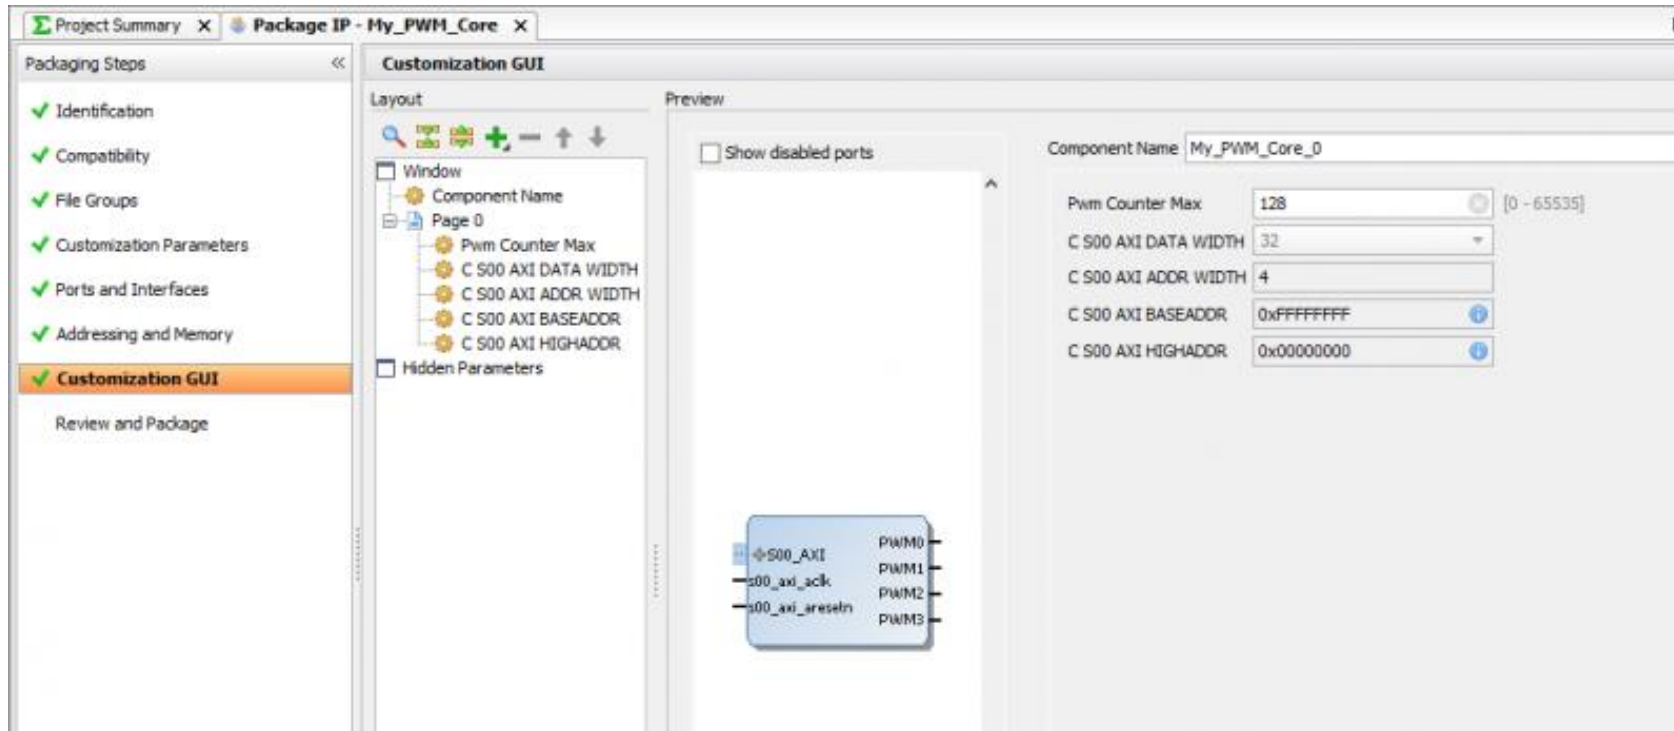 Project Summary X Package IP - My_PWM_Core X
Packaging Steps «
Identification
Compatibility
File Groups
Customization Parameters
Ports and Interfaces
Addressing and Memory
Customization GUI
Review and Package
Customization GUI
Layout
Window
Component Name
Page 0
Pwm Counter Max
C S00 AXI DATA WIDTH
C S00 AXI ADDR WIDTH
C S00 AXI BASEADDR
C S00 AXI HIGHADDR
Hidden Parameters
Preview
Show disabled ports
S00_AXI
s00_axi_aclk
s00_axi_aresetn
PWM0
PWM1
PWM2
PWM3
Component Name My_PWM_Core_0
Pwm Counter Max 128 [0 - 65535]
C S00 AXI DATA WIDTH 32
C S00 AXI ADDR WIDTH 4
C S00 AXI BASEADDR 0xFFFFFFFF
C S00 AXI HIGHADDR 0x00000000